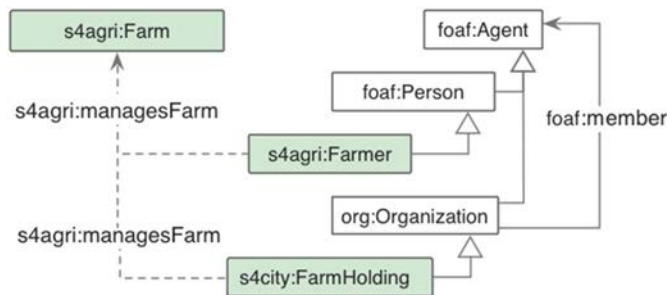 s4agri:Farm
foaf:Agent
foaf:Person
s4agri:managesFarm
foaf:member
s4agri:Farmer
org:Organization
s4agri:managesFarm
s4city:FarmHolding